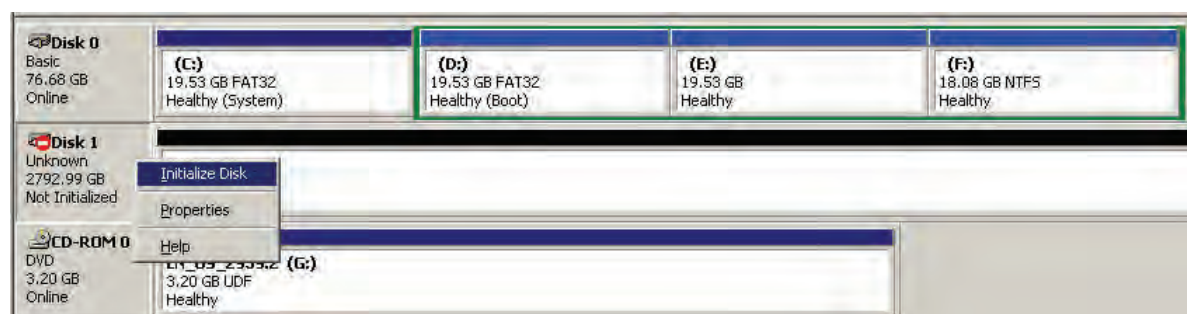 Disk 0
Basic
76.68 GB
Online
(C:)
19.53 GB FAT32
Healthy (System)
(D:)
19.53 GB FAT32
Healthy (Boot)
(E:)
19.53 GB
Healthy
(F:)
18.08 GB NTFS
Healthy
Disk 1
Unknown
2792.99 GB
Not Initialized
Initialize Disk
Properties
Help
CD-ROM 0
DVD
3.20 GB
Online
(G:)
3.20 GB UDF
Healthy